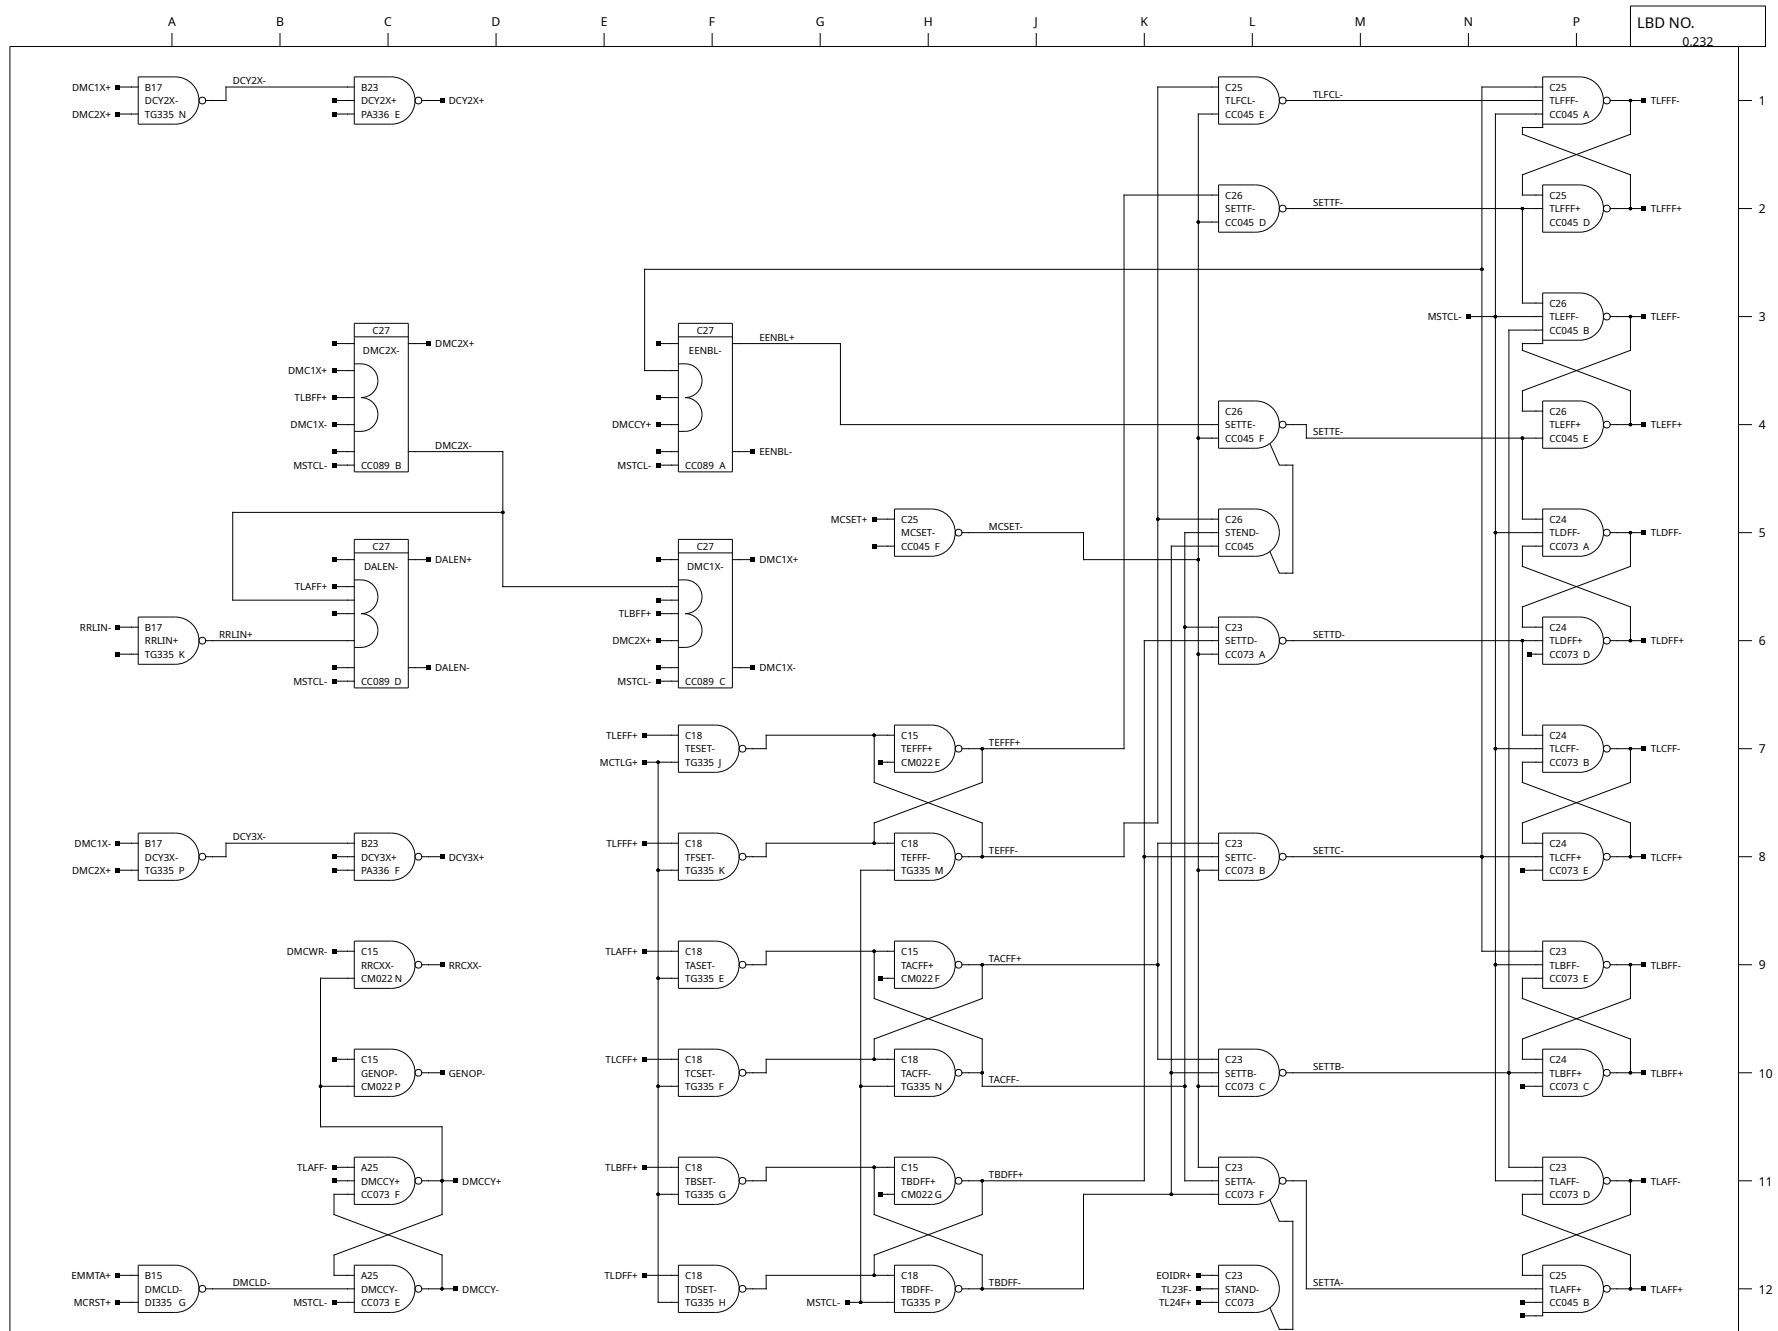 A B C D E F G H J K L M N P
LBD NO.
0.232
DMC1X+
DMC2X+
B17
DCY2X-
TG335 N
DCY2X-
B23
DCY2X+
PA336 E
DCY2X+
C25
TLFCL-
CC045 E
TLFCL-
C25
TLFFF-
CC045 A
TLFFF-
1
C26
SETTF-
CC045 D
SETTF-
C25
TLFFF+
CC045 D
TLFFF+
2
C27
DMC2X-
CC089 B
DMC1X+
TLBFF+
DMC1X-
MSTCL-
DMC2X+
DMC2X-
C27
EENBL-
CC089 A
DMCCY+
MSTCL-
EENBL+
EENBL-
MSTCL-
C26
TLEFF-
CC045 B
TLEFF-
3
C26
SETTE-
CC045 F
SETTE-
C26
TLEFF+
CC045 E
TLEFF+
4
MCSET+
C25
MCSET-
CC045 F
MCSET-
C26
STEND-
CC045
C24
TLDFF-
CC073 A
TLDFF-
5
RRLIN-
B17
RRLIN+
TG335 K
RRLIN+
C27
DALEN-
CC089 D
TLAFF+
MSTCL-
DALEN+
DALEN-
C27
DMC1X-
CC089 C
TLBFF+
DMC2X+
MSTCL-
DMC1X+
DMC1X-
C23
SETTD-
CC073 A
SETTD-
C24
TLDFF+
CC073 D
TLDFF+
6
TLEFF+
MCTLG+
C18
TESET-
TG335 J
C15
TEFFF+
CM022 E
TEFFF+
C24
TLCFF-
CC073 B
TLCFF-
7
DMC1X-
DMC2X+
B17
DCY3X-
TG335 P
DCY3X-
B23
DCY3X+
PA336 F
DCY3X+
TLFFF+
C18
TFSET-
TG335 K
C18
TEFFF-
TG335 M
TEFFF-
C23
SETTC-
CC073 B
SETTC-
C24
TLCFF+
CC073 E
TLCFF+
8
DMCWR-
C15
RRCXX-
CM022 N
RRCXX-
TLAFF+
C18
TASET-
TG335 E
C15
TACFF+
CM022 F
TACFF+
C23
TLBFF-
CC073 E
TLBFF-
9
C15
GENOP-
CM022 P
GENOP-
TLCFF+
C18
TCSET-
TG335 F
C18
TACFF-
TG335 N
TACFF-
C23
SETTB-
CC073 C
SETTB-
C24
TLBFF+
CC073 C
TLBFF+
10
TLAFF-
A25
DMCCY+
CC073 F
DMCCY+
TLBFF+
C18
TBSET-
TG335 G
C15
TBDFF+
CM022 G
TBDFF+
C23
SETTA-
CC073 F
C23
TLAFF-
CC073 D
TLAFF-
11
EMMTA+
MCRST+
B15
DMCLD-
DI335 G
DMCLD-
MSTCL-
A25
DMCCY-
CC073 E
DMCCY-
TLDFF+
C18
TDSET-
TG335 H
MSTCL-
C18
TBDFF-
TG335 P
TBDFF-
EOIDR+
TL23F-
TL24F+
C23
STAND-
CC073
SETTA-
C25
TLAFF+
CC045 B
TLAFF+
12